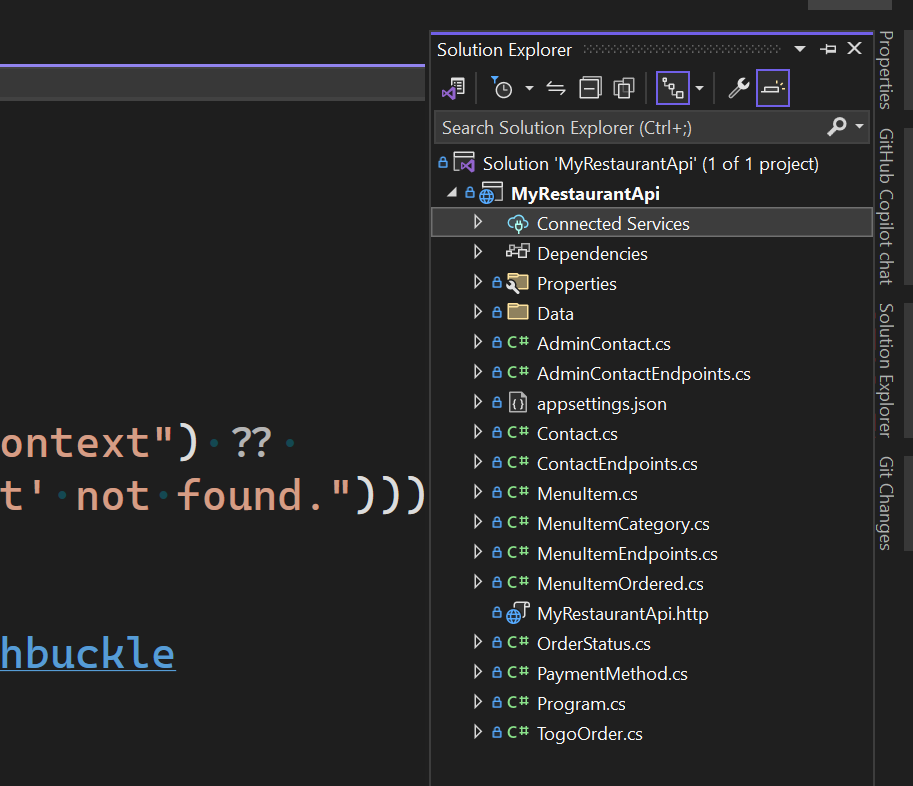 Solution Explorer
Search Solution Explorer (Ctrl+;)
Solution 'MyRestaurantApi' (1 of 1 project)
MyRestaurantApi
Connected Services
Dependencies
Properties
Data
C# AdminContact.cs
C# AdminContactEndpoints.cs
appsettings.json
C# Contact.cs
C# ContactEndpoints.cs
C# MenuItem.cs
C# MenuItemCategory.cs
C# MenuItemEndpoints.cs
C# MenuItemOrdered.cs
MyRestaurantApi.http
C# OrderStatus.cs
C# PaymentMethod.cs
C# Program.cs
C# TogoOrder.cs
ontext") ??
t' not found.")))
hbuckle
Properties
GitHub Copilot chat
Solution Explorer
Git Changes